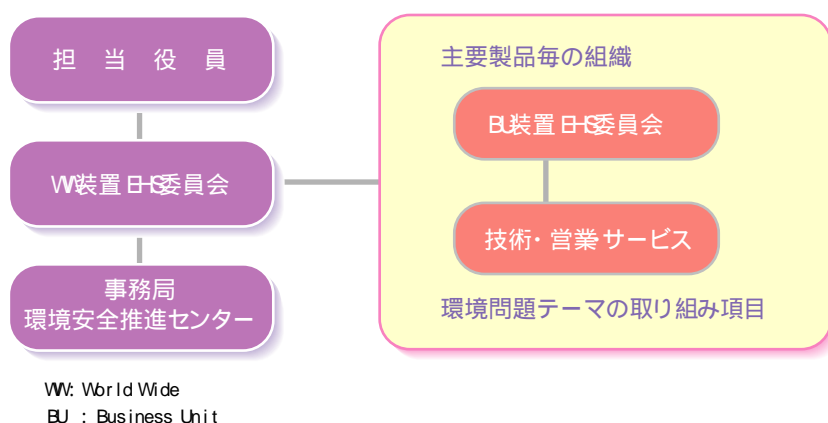 担当役員
WW装置EHS委員会
事務局
環境安全推進センター
主要製品毎の組織
BU装置EHS委員会
技術・営業・サービス
環境問題テーマの取り組み項目
WW: World Wide
BU : Business Unit